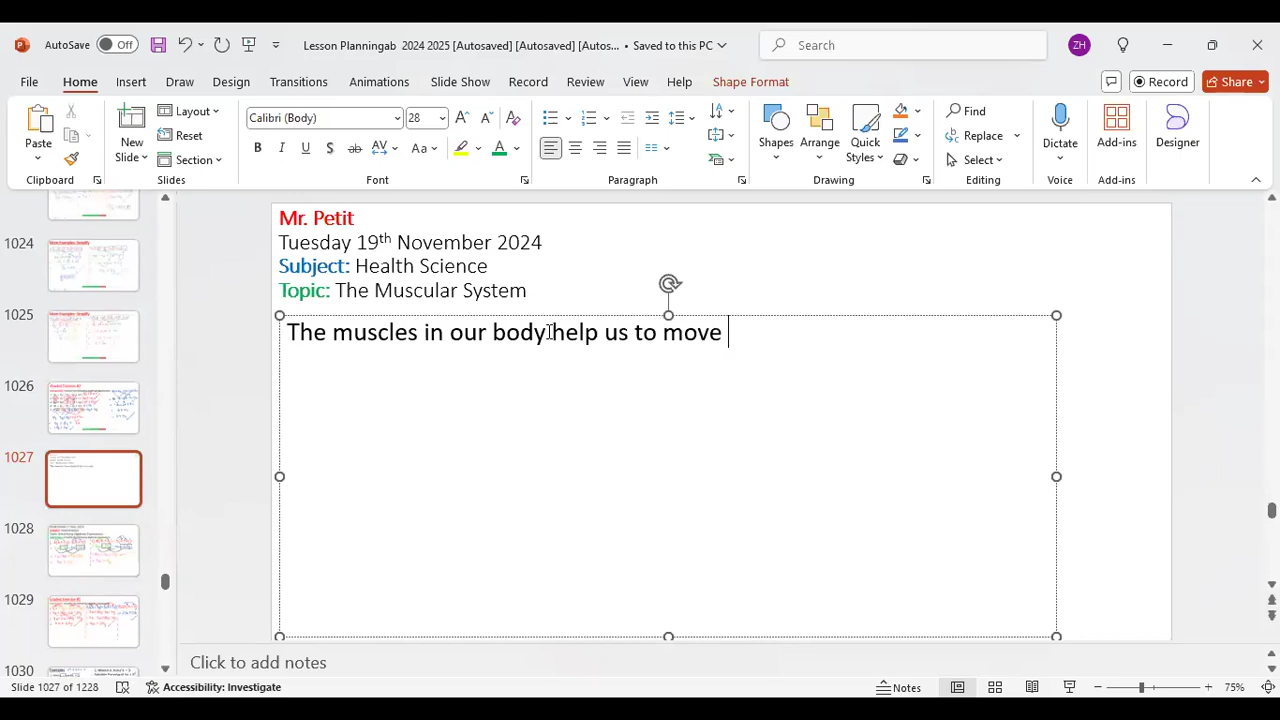 AutoSave Off Lesson Planningab 2024 2025 [Autosaved] [Autosaved] [Autos... • Saved to this PC Search ZH
File Home Insert Draw Design Transitions Animations Slide Show Record Review View Help Shape Format Record Share
Paste New Slide Layout Reset Section Calibri (Body) 28 Shapes Arrange Quick Styles Find Replace Select Dictate Add-ins Designer
Clipboard Slides Font Paragraph Drawing Editing Voice Add-ins
1024
1025
1026
1027
1028
1029
1030
Mr. Petit
Tuesday 19th November 2024
Subject: Health Science
Topic: The Muscular System
The muscles in our body help us to move
Click to add notes
Slide 1027 of 1228 Accessibility: Investigate Notes 75%